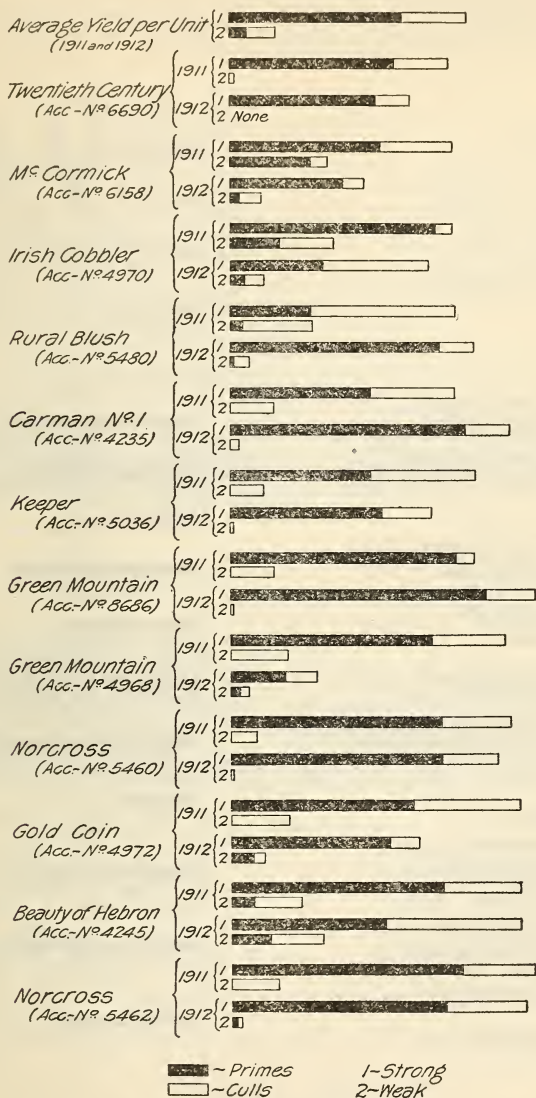 Average Yield per Unit { 1
2
(1911 and 1912)
Twentieth Century
(Acc-Nº 6690)
1911 { 1
2
1912 { 1
2 None
Mc Cormick
(Acc-Nº 6158)
1911 { 1
2
1912 { 1
2
Irish Cobbler
(Acc-Nº 4970)
1911 { 1
2
1912 { 1
2
Rural Blush
(Acc-Nº 5480)
1911 { 1
2
1912 { 1
2
Carman Nº 1
(Acc-Nº 4235)
1911 { 1
2
1912 { 1
2
Keeper
(Acc-Nº 5036)
1911 { 1
2
1912 { 1
2
Green Mountain
(Acc-Nº 8686)
1911 { 1
2
1912 { 1
2
Green Mountain
(Acc-Nº 4968)
1911 { 1
2
1912 { 1
2
Norcross
(Acc.-Nº 5460)
1911 { 1
2
1912 { 1
2
Gold Coin
(Acc.-Nº 4972)
1911 { 1
2
1912 { 1
2
Beauty of Hebron
(Acc.-Nº 4245)
1911 { 1
2
1912 { 1
2
Norcross
(Acc.-Nº 5462)
1911 { 1
2
1912 { 1
2
~Primes 1-Strong
~Culls 2~Weak